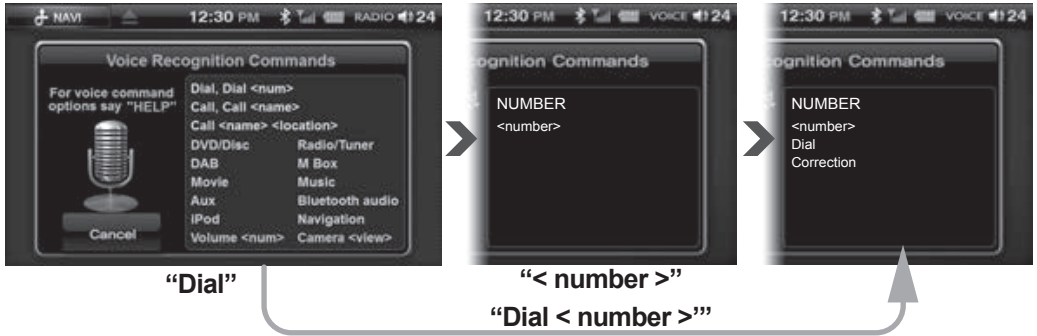 NAVI 12:30 PM RADIO 24
Voice Recognition Commands
For voice command
options say "HELP"
Cancel
Dial, Dial <num>
Call, Call <name>
Call <name> <location>
DVD/Disc Radio/Tuner
DAB M Box
Movie Music
Aux Bluetooth audio
iPod Navigation
Volume <num> Camera <view>
12:30 PM VOICE 24
ognition Commands
NUMBER
<number>
12:30 PM VOICE 24
ognition Commands
NUMBER
<number>
Dial
Correction
“Dial”
“< number >”
“Dial < number >’”